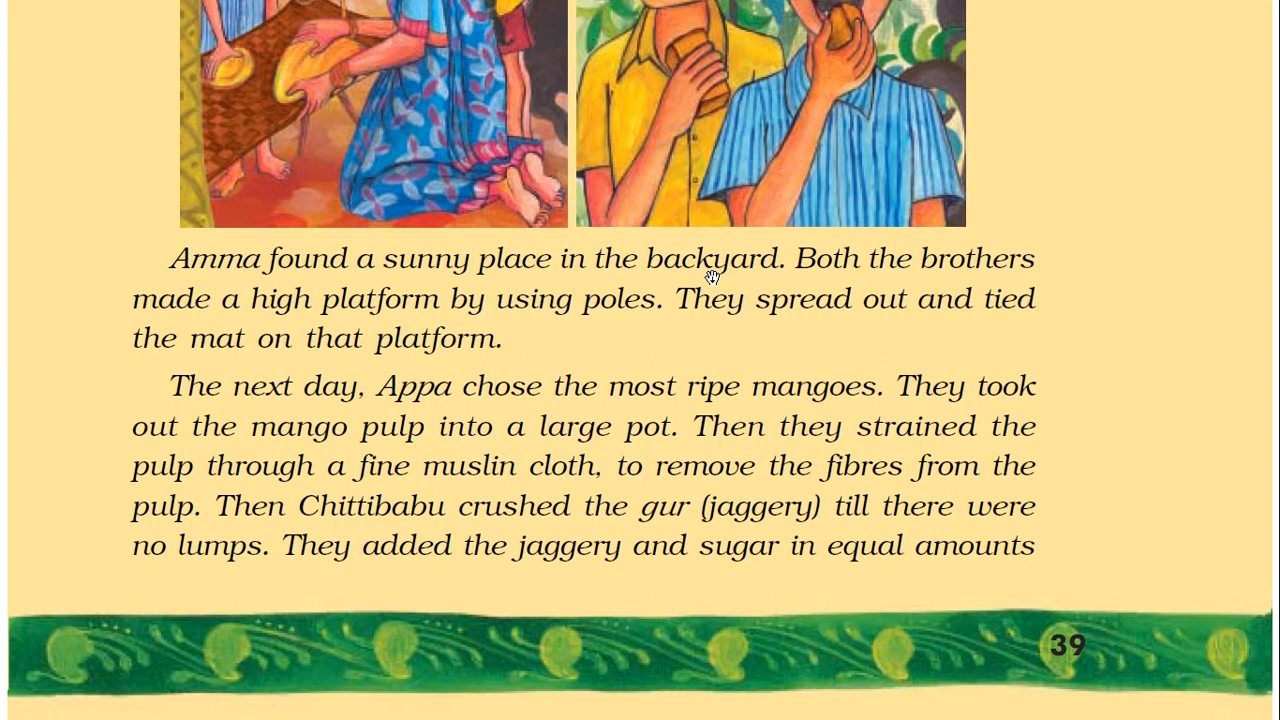 Amma found a sunny place in the backyard. Both the brothers
made a high platform by using poles. They spread out and tied
the mat on that platform.
The next day, Appa chose the most ripe mangoes. They took
out the mango pulp into a large pot. Then they strained the
pulp through a fine muslin cloth, to remove the fibres from the
pulp. Then Chittibabu crushed the gur (jaggery) till there were
no lumps. They added the jaggery and sugar in equal amounts
39